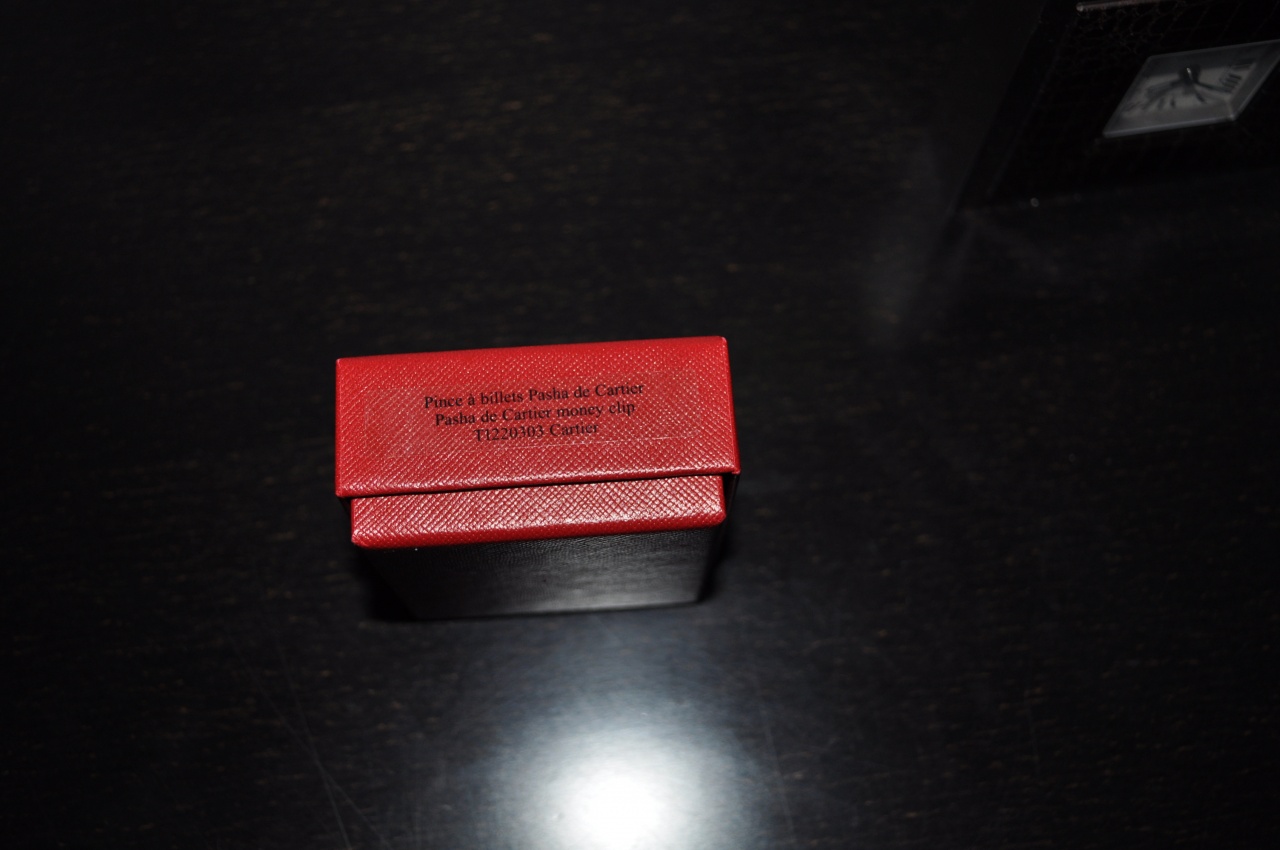 Pince à billets Pasha de Cartier
Pasha de Cartier money clip
T1220303 Cartier